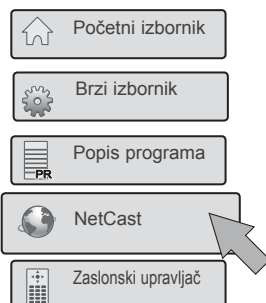 Početni izbornik
Brzi izbornik
PR
Popis programa
NetCast
Zaslonski upravljač